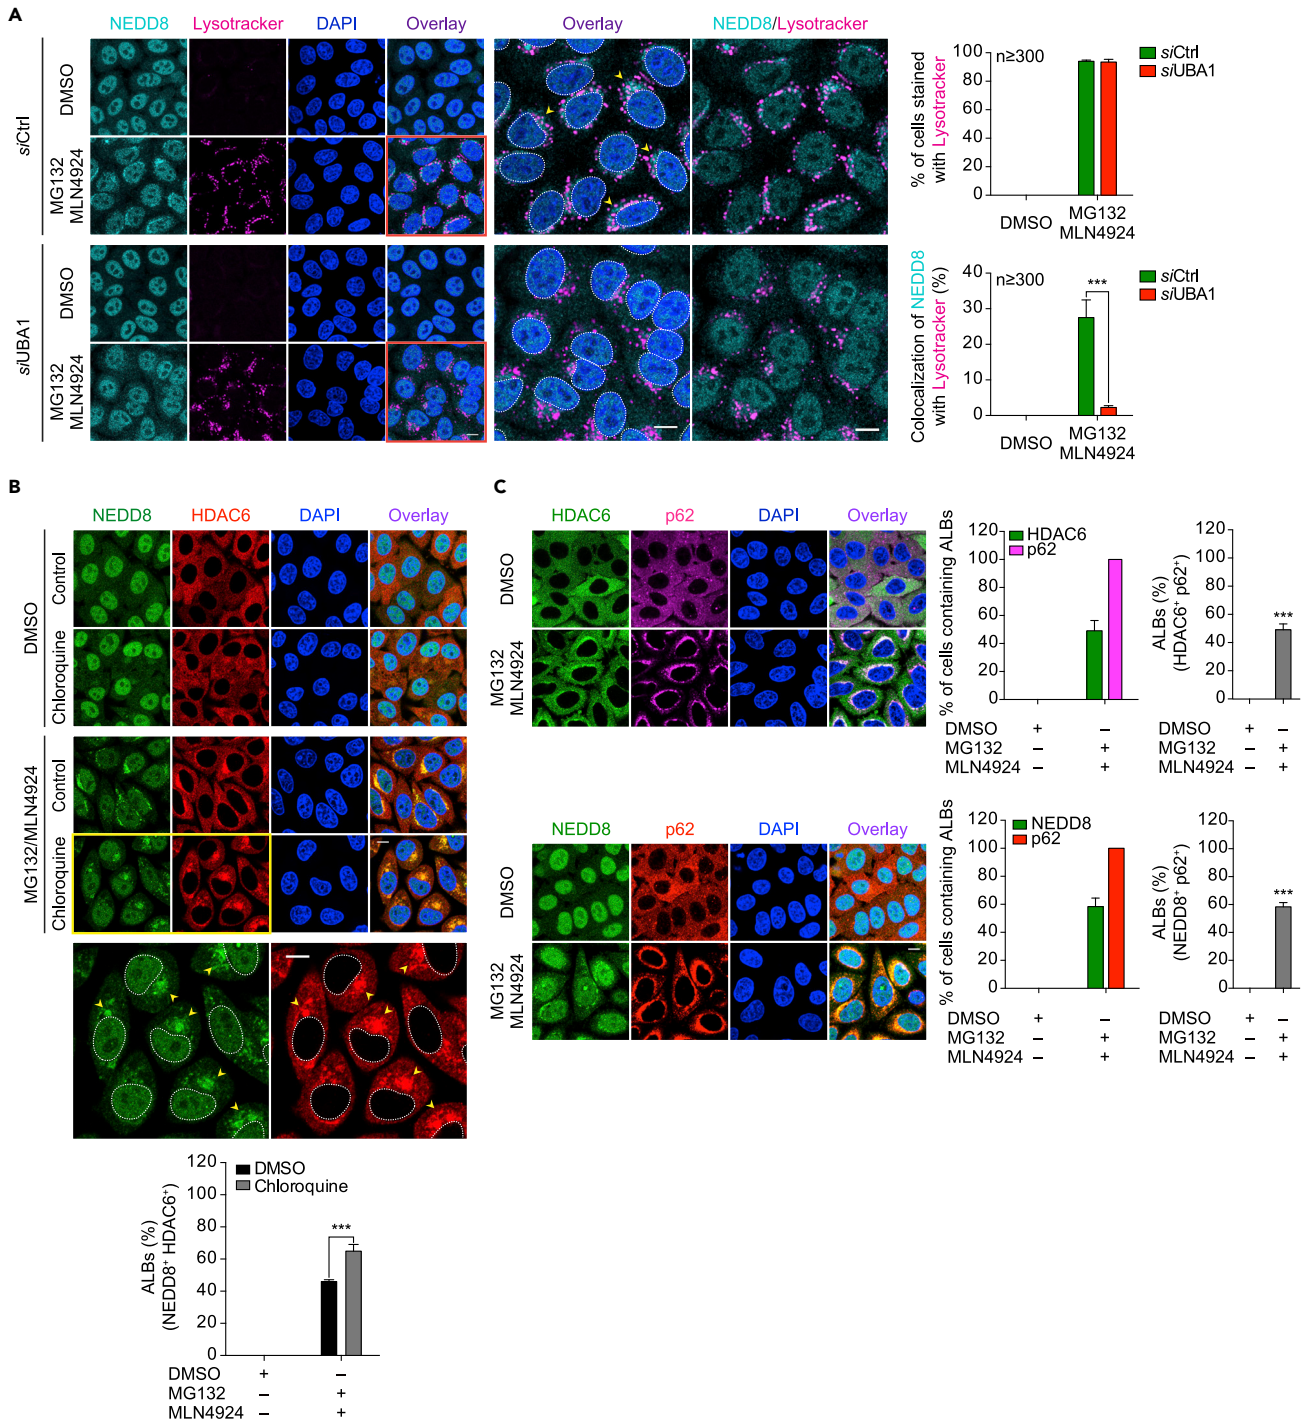 A
NEDD8 Lysotracker DAPI Overlay Overlay NEDD8/Lysotracker
siCtrl
DMSO
MG132
MLN4924
siUBA1
DMSO
MG132
MLN4924
% of cells stained
with Lysotracker
100
80
60
40
20
0
n≥300
siCtrl
siUBA1
DMSO MG132
MLN4924
Colocalization of NEDD8
with Lysotracker (%)
40
30
20
10
0
n≥300
***
siCtrl
siUBA1
DMSO MG132
MLN4924
B
NEDD8 HDAC6 DAPI Overlay
DMSO
Control
Chloroquine
MG132/MLN4924
Control
Chloroquine
ALBs (%)
(NEDD8+ HDAC6+)
120
100
80
60
40
20
0
DMSO
Chloroquine
***
DMSO + –
MG132 – +
MLN4924 – +
C
HDAC6 p62 DAPI Overlay
DMSO
MG132
MLN4924
% of cells containing ALBs
120
100
80
60
40
20
0
HDAC6
p62
DMSO + –
MG132 – +
MLN4924 – +
ALBs (%)
(HDAC6+ p62+)
120
100
80
60
40
20
0
***
DMSO + –
MG132 – +
MLN4924 – +
NEDD8 p62 DAPI Overlay
DMSO
MG132
MLN4924
% of cells containing ALBs
120
100
80
60
40
20
0
NEDD8
p62
DMSO + –
MG132 – +
MLN4924 – +
ALBs (%)
(NEDD8+ p62+)
120
100
80
60
40
20
0
***
DMSO + –
MG132 – +
MLN4924 – +